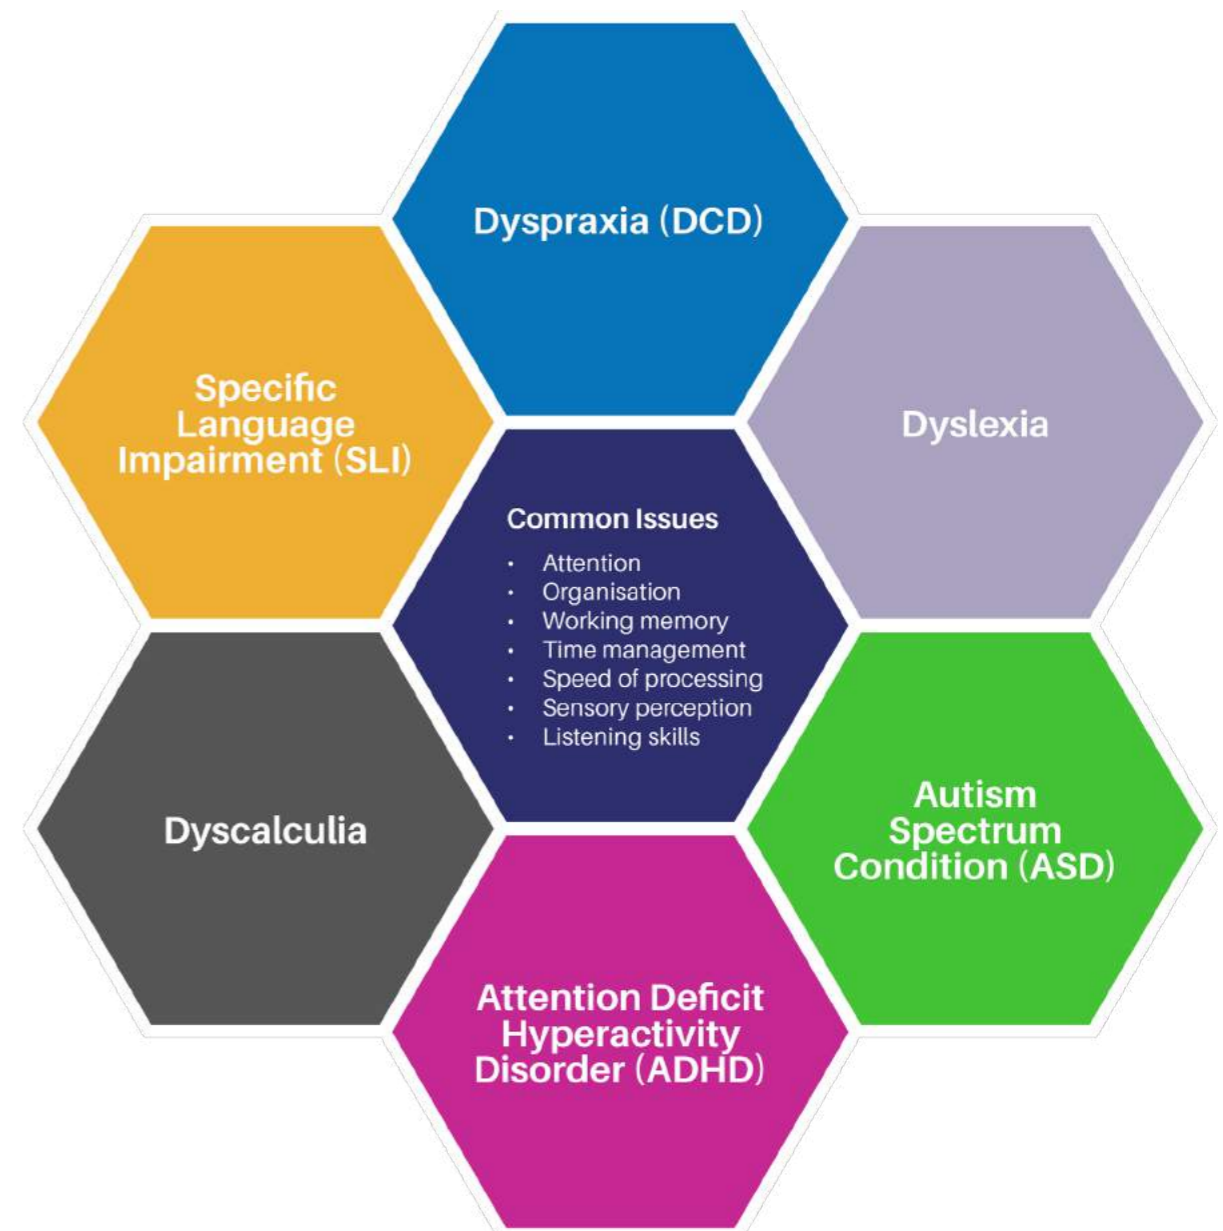 Dyspraxia (DCD)
Specific
Language
Impairment (SLI)
Dyslexia
Common Issues
• Attention
• Organisation
• Working memory
• Time management
• Speed of processing
• Sensory perception
• Listening skills
Dyscalculia
Autism
Spectrum
Condition (ASD)
Attention Deficit
Hyperactivity
Disorder (ADHD)